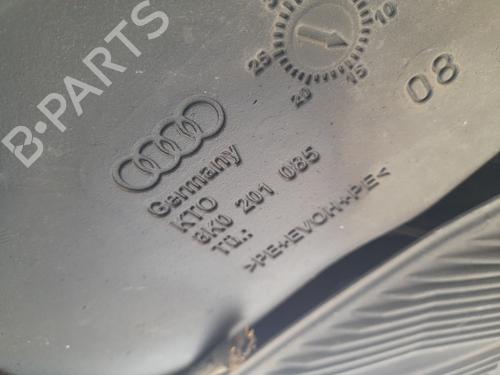 B-PARTS
25
20
15
10
08
Germany
KTO
8K0 201 085
TÜ.:
>PE+EVOH+PE<